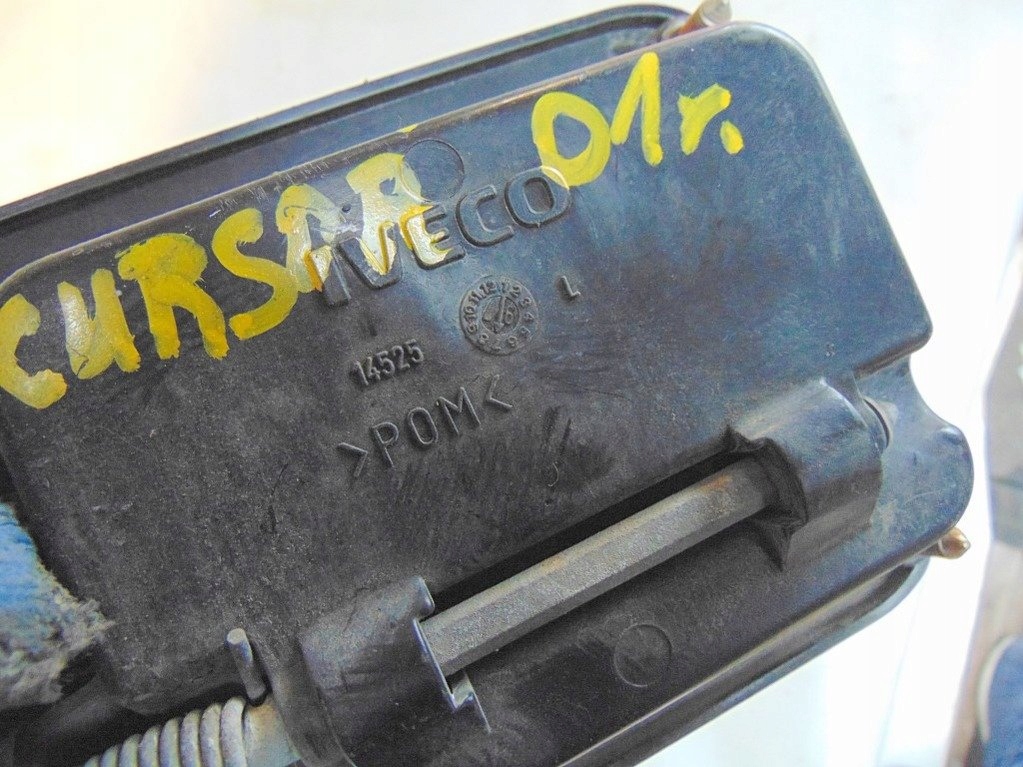 CURSAR 01r.
IVECO
L
14525
>POM<